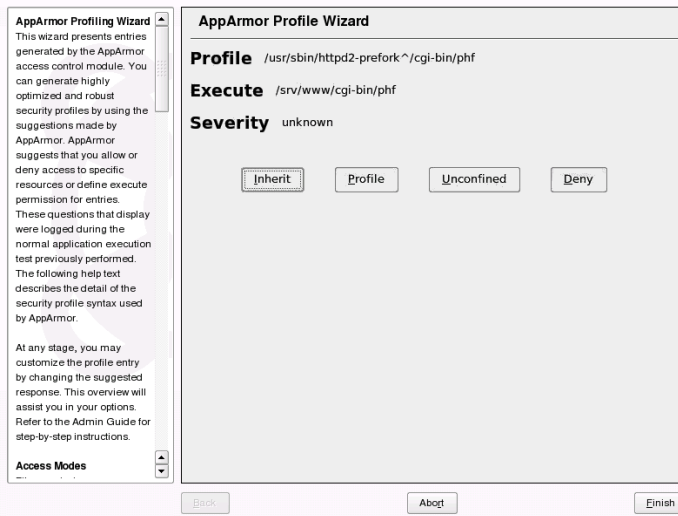 AppArmor Profiling Wizard
This wizard presents entries
generated by the AppArmor
access control module. You
can generate highly
optimized and robust
security profiles by using the
suggestions made by
AppArmor. AppArmor
suggests that you allow or
deny access to specific
resources or define execute
permission for entries.
These questions that display
were logged during the
normal application execution
test previously performed.
The following help text
describes the detail of the
security profile syntax used
by AppArmor.
At any stage, you may
customize the profile entry
by changing the suggested
response. This overview will
assist you in your options.
Refer to the Admin Guide for
step-by-step instructions.
Access Modes
AppArmor Profile Wizard
Profile /usr/sbin/httpd2-prefork^/cgi-bin/phf
Execute /srv/www/cgi-bin/phf
Severity unknown
Inherit Profile Unconfined Deny
Back Abort Finish